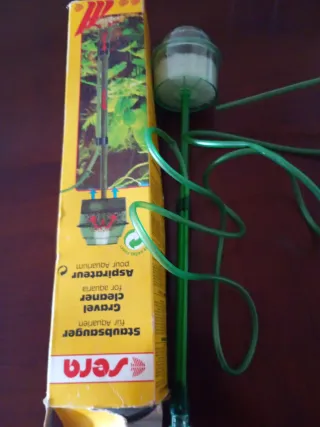 sera
Staubsauger
für Aquarien
Gravel
cleaner
for aquaria
Aspirateur
pour Aquarium